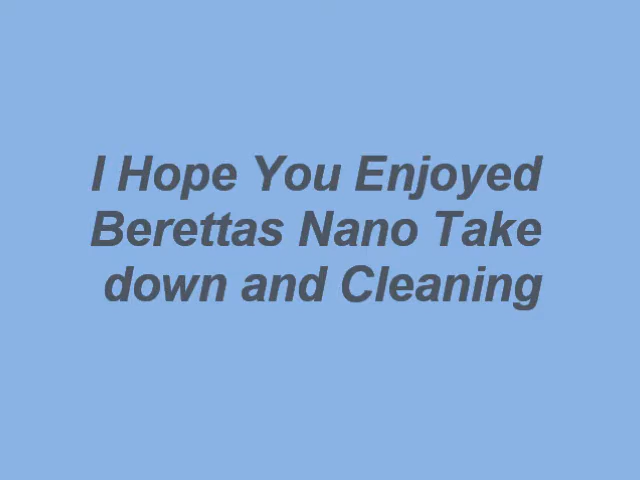 I Hope You Enjoyed
Berettas Nano Take
down and Cleaning